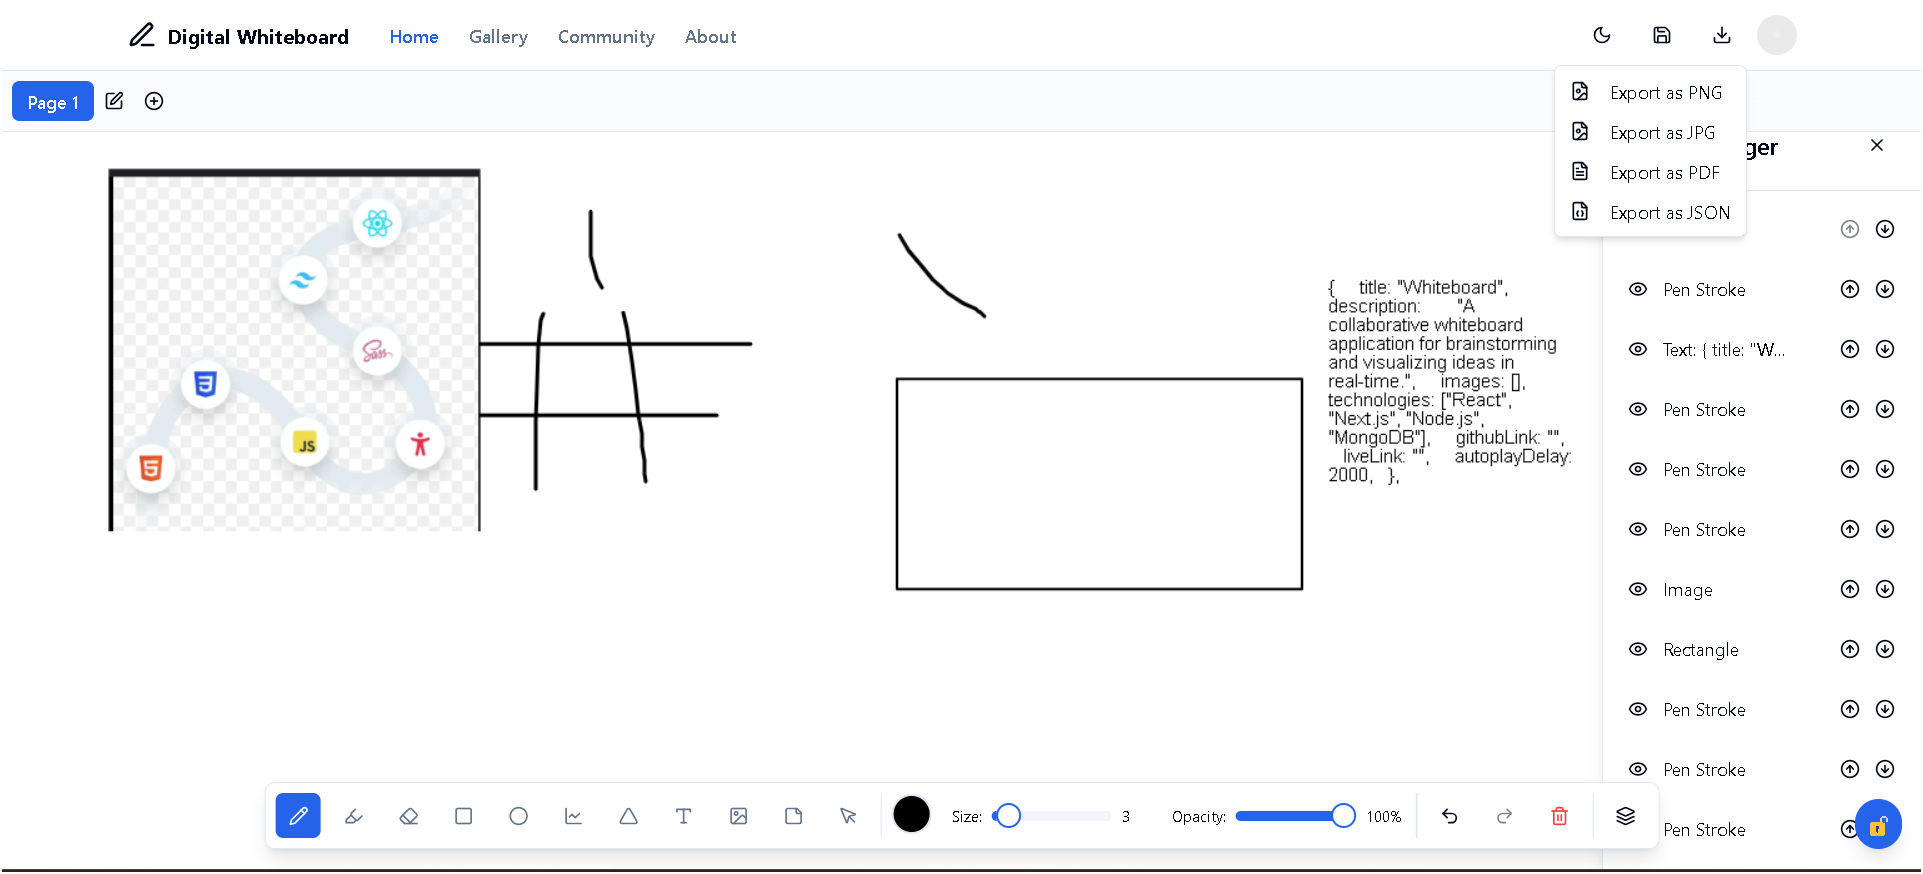 Digital Whiteboard
Home
Gallery
Community
About
Page 1
Export as PNG
Export as JPG
Export as PDF
Export as JSON
ger
{ title: "Whiteboard",
description: "A
collaborative whiteboard
application for brainstorming
and visualizing ideas in
real-time.", images: [],
technologies: ["React",
"Next.js", "Node.js",
"MongoDB"], githubLink: "",
liveLink: "", autoplayDelay:
2000, },
Sass
3
JS
5
Pen Stroke
Text: { title: "W...
Pen Stroke
Pen Stroke
Pen Stroke
Image
Rectangle
Pen Stroke
Pen Stroke
Pen Stroke
T
Size:
3
Opacity:
100%